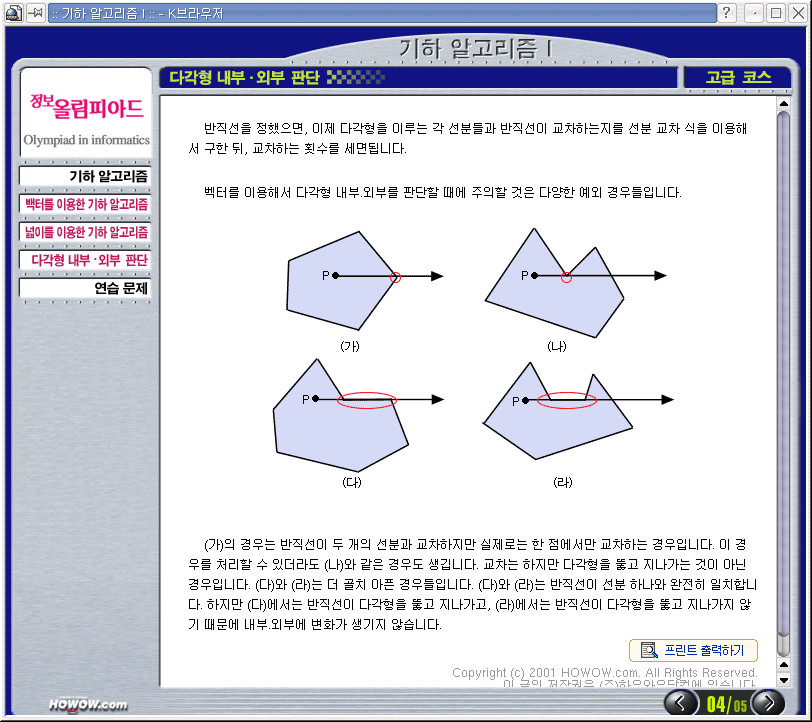 :: 기하 알고리즘 I :: - K브라우저
기하 알고리즘 I
정보올림피아드
Olympiad in informatics
다각형 내부·외부 판단
고급 코스
기하 알고리즘
백터를 이용한 기하 알고리즘
넓이를 이용한 기하 알고리즘
다각형 내부·외부 판단
연습 문제
반직선을 정했으면, 이제 다각형을 이루는 각 선분들과 반직선이 교차하는지를 선분 교차 식을 이용해
서 구한 뒤, 교차하는 횟수를 세면됩니다.
벡터를 이용해서 다각형 내부.외부를 판단할 때에 주의할 것은 다양한 예외 경우들입니다.
P
P
(가)
(나)
P
P
(다)
(라)
(가)의 경우는 반직선이 두 개의 선분과 교차하지만 실제로는 한 점에서만 교차하는 경우입니다. 이 경
우를 처리할 수 있더라도 (나)와 같은 경우도 생깁니다. 교차는 하지만 다각형을 뚫고 지나가는 것이 아닌
경우입니다. (다)와 (라)는 더 골치 아픈 경우들입니다. (다)와 (라)는 반직선이 선분 하나와 완전히 일치합니
다. 하지만 (다)에서는 반직선이 다각형을 뚫고 지나가고, (라)에서는 반직선이 다각형을 뚫고 지나가지 않
기 때문에 내부.외부에 변화가 생기지 않습니다.
프린트 출력하기
Copyright (c) 2001 HOWOW.com. All Rights Reserved.
이 글의 저작권은 (주)하우와우닷컴에 있습니다.
HOWOW.com
04/05